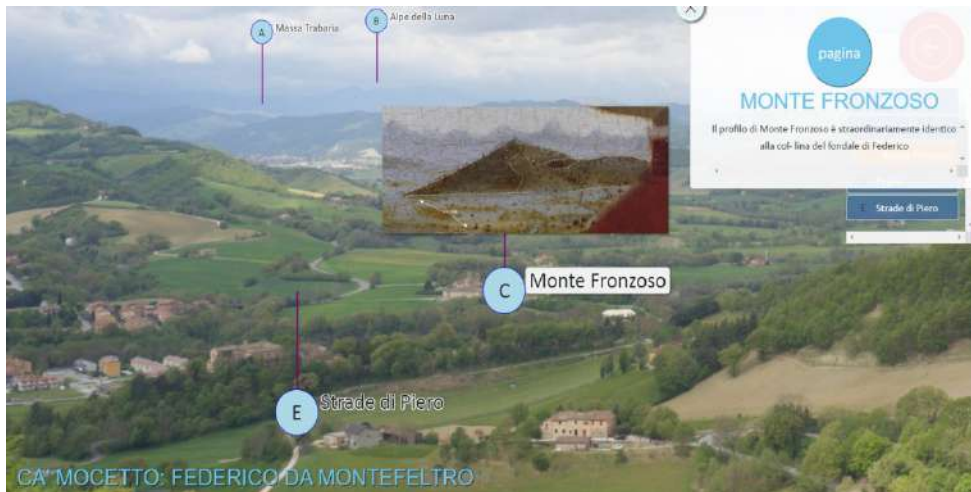 A Massa Trabaria
B Alpe della Luna
X
pagina
MONTE FRONZOSO
Il profilo di Monte Fronzoso è straordinariamente identico
alla col- lina del fondale di Federico
E Strade di Piero
C Monte Fronzoso
E Strade di Piero
CA' MOCETTO: FEDERICO DA MONTEFELTRO